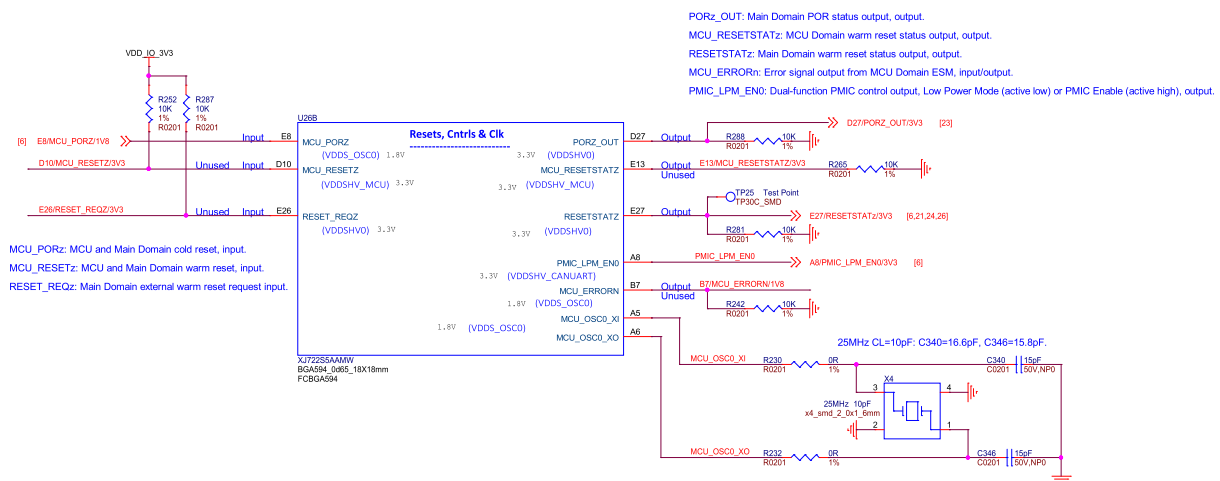 PORz_OUT: Main Domain POR status output, output.
MCU_RESETSTATz: MCU Domain warm reset status output, output.
RESETSTATz: Main Domain warm reset status output, output.
MCU_ERRORn: Error signal output from MCU Domain ESM, input/output.
PMIC_LPM_EN0: Dual-function PMIC control output, Low Power Mode (active low) or PMIC Enable (active high), output.
VDD_IO_3V3
R252
10K
1%
R0201
R287
10K
1%
R0201
[6] E8/MCU_PORZ/1V8
Input
E8
D10/MCU_RESETZ/3V3
Unused
Input
D10
E26/RESET_REQZ/3V3
Unused
Input
E26
MCU_PORz: MCU and Main Domain cold reset, input.
MCU_RESETz: MCU and Main Domain warm reset, input.
RESET_REQz: Main Domain external warm reset request input.
U26B
Resets, Cntrls & Clk
MCU_PORZ
(VDDS_OSC0) 1.8V
MCU_RESETZ
(VDDSHV_MCU) 3.3V
RESET_REQZ
(VDDSHV0) 3.3V
PORZ_OUT
3.3V (VDDSHV0)
MCU_RESETSTATZ
3.3V (VDDSHV_MCU)
RESETSTATZ
3.3V (VDDSHV0)
PMIC_LPM_EN0
3.3V (VDDSHV_CANUART)
MCU_ERRORN
1.8V (VDDS_OSC0)
MCU_OSC0_XI
1.8V (VDDS_OSC0)
MCU_OSC0_XO
XJ722S5AAMW
BGA594_0d65_18X18mm
FCBGA594
D27
Output
D27/PORZ_OUT/3V3 [23]
R288
R0201
10K
1%
E13
Output
Unused
E13/MCU_RESETSTATZ/3V3
R265
R0201
10K
1%
TP25 Test Point
TP30C_SMD
E27
Output
E27/RESETSTATz/3V3 [6,21,24,26]
R281
R0201
10K
1%
A8
PMIC_LPM_EN0
A8/PMIC_LPM_EN0/3V3 [6]
B7
Output
Unused
B7/MCU_ERRORN/1V8
R242
R0201
10K
1%
A5
A6
25MHz CL=10pF: C340=16.6pF, C346=15.8pF.
MCU_OSC0_XI
R230
R0201
0R
1%
C340
C0201
15pF
50V,NP0
X4
3
4
25MHz 10pF
x4_smd_2_0x1_6mm
2
1
MCU_OSC0_XO
R232
R0201
0R
1%
C346
C0201
15pF
50V,NP0